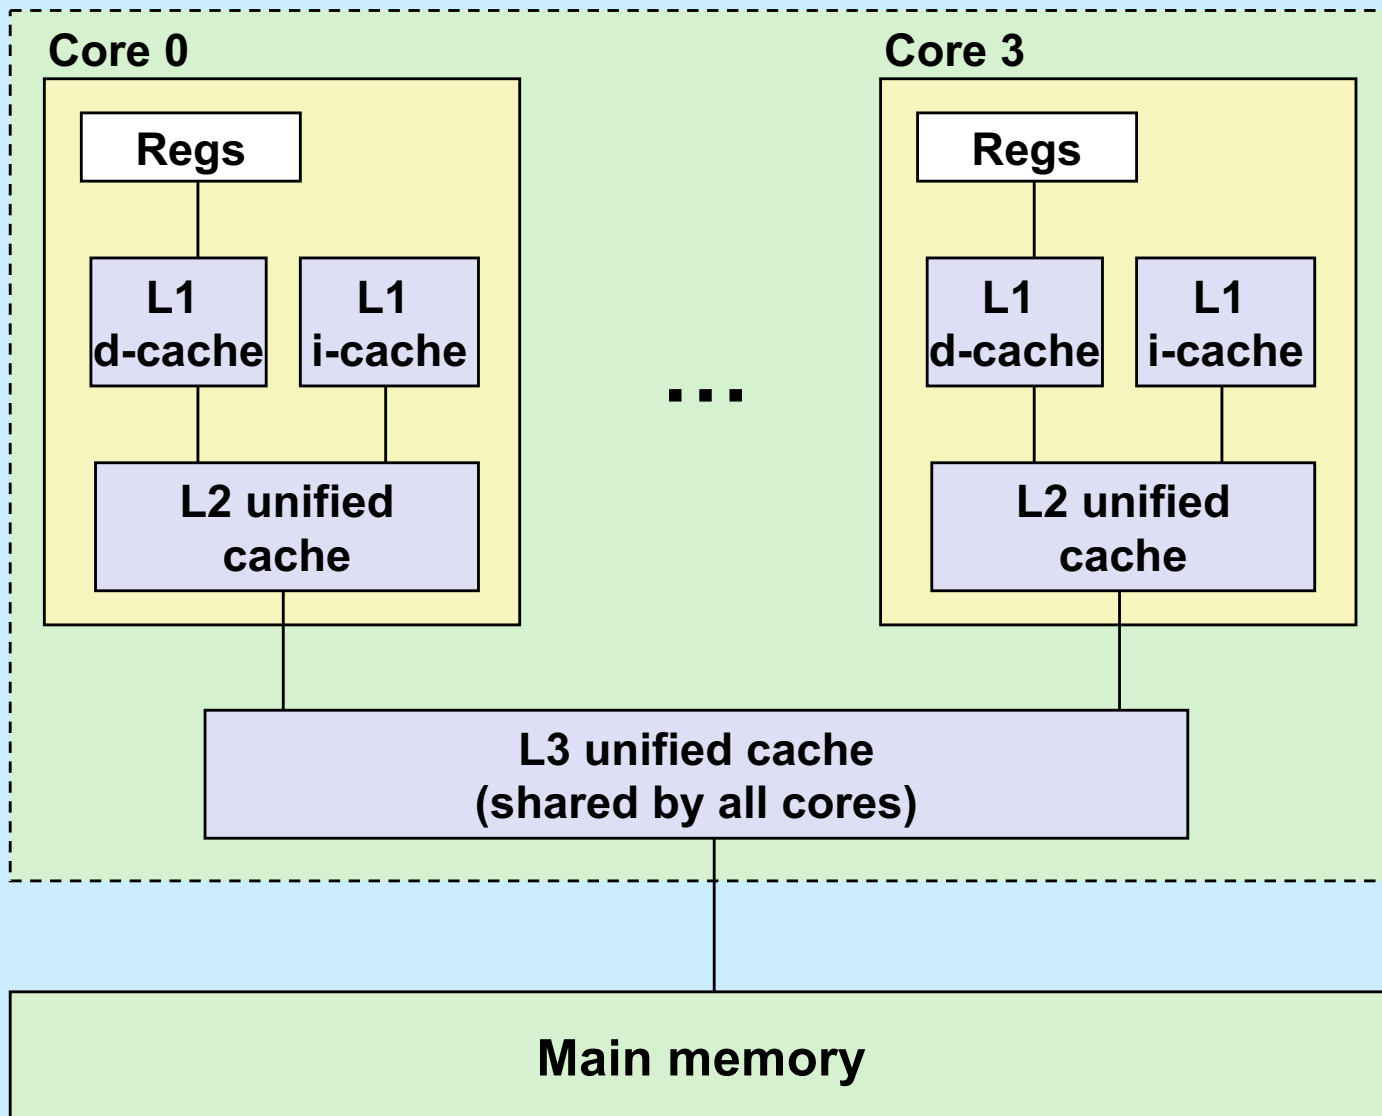 Core 0
Regs
L1
d-cache
L1
i-cache
L2 unified
cache
...
Core 3
Regs
L1
d-cache
L1
i-cache
L2 unified
cache
L3 unified cache
(shared by all cores)
Main memory